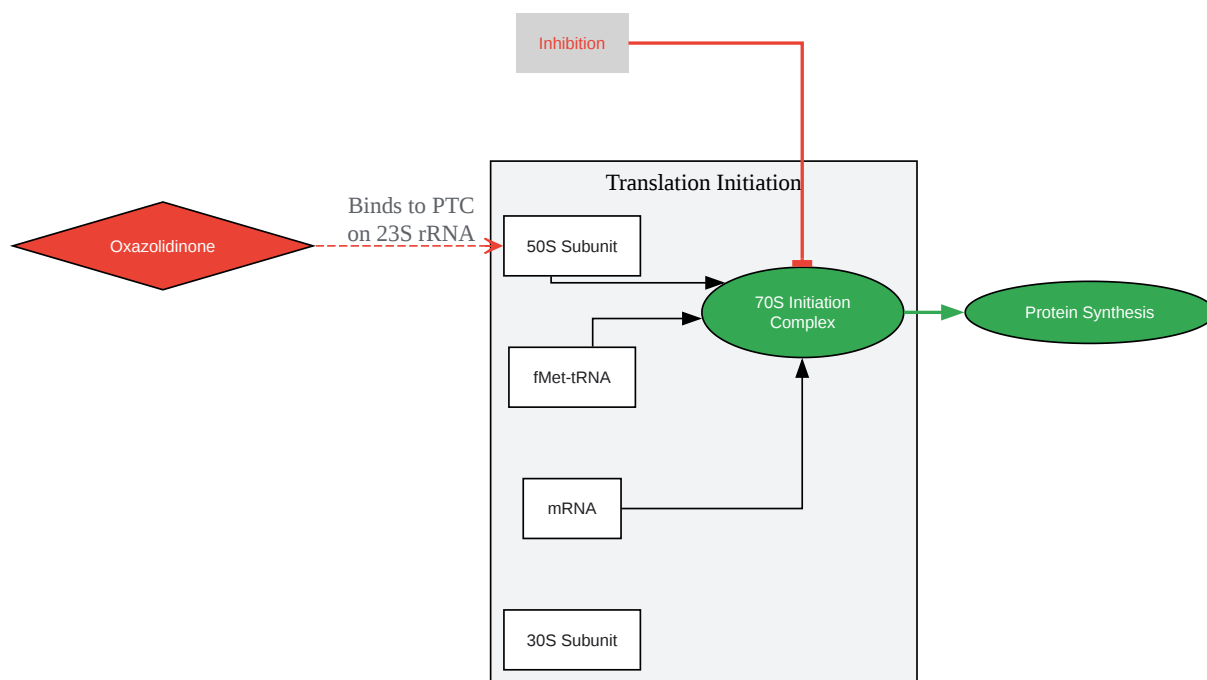 Inhibition
Translation Initiation
Binds to PTC
on 23S rRNA
Oxazolidinone
50S Subunit
70S Initiation
Complex
Protein Synthesis
fMet-tRNA
mRNA
30S Subunit